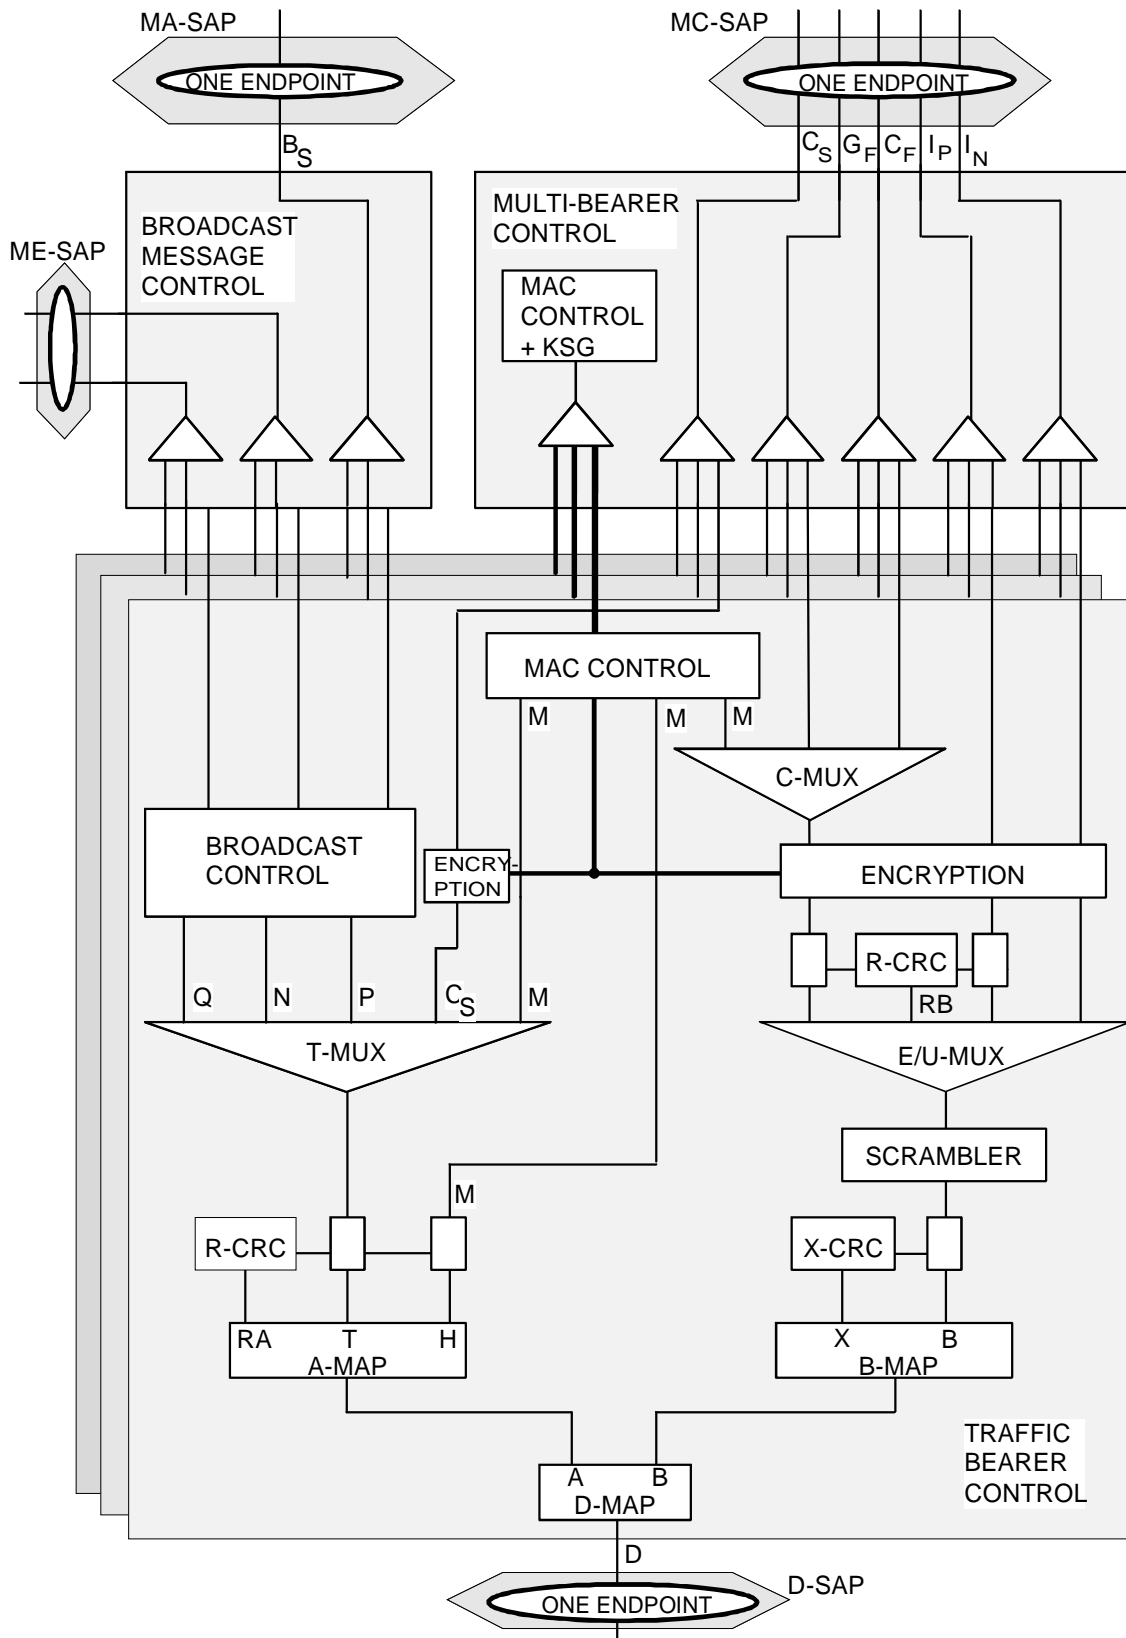 MA-SAP
MC-SAP
ONE ENDPOINT
ONE ENDPOINT
BS
CS GF CF IP IN
BROADCAST
MESSAGE
CONTROL
MULTI-BEARER
CONTROL
ME-SAP
MAC
CONTROL
+ KSG
MAC CONTROL
M
M
M
C-MUX
BROADCAST
CONTROL
ENCRY-
PTION
ENCRYPTION
R-CRC
Q
N
P
CS
M
RB
T-MUX
E/U-MUX
SCRAMBLER
M
R-CRC
X-CRC
RA
T
H
A-MAP
X
B
B-MAP
TRAFFIC
BEARER
CONTROL
A
B
D-MAP
D
D-SAP
ONE ENDPOINT